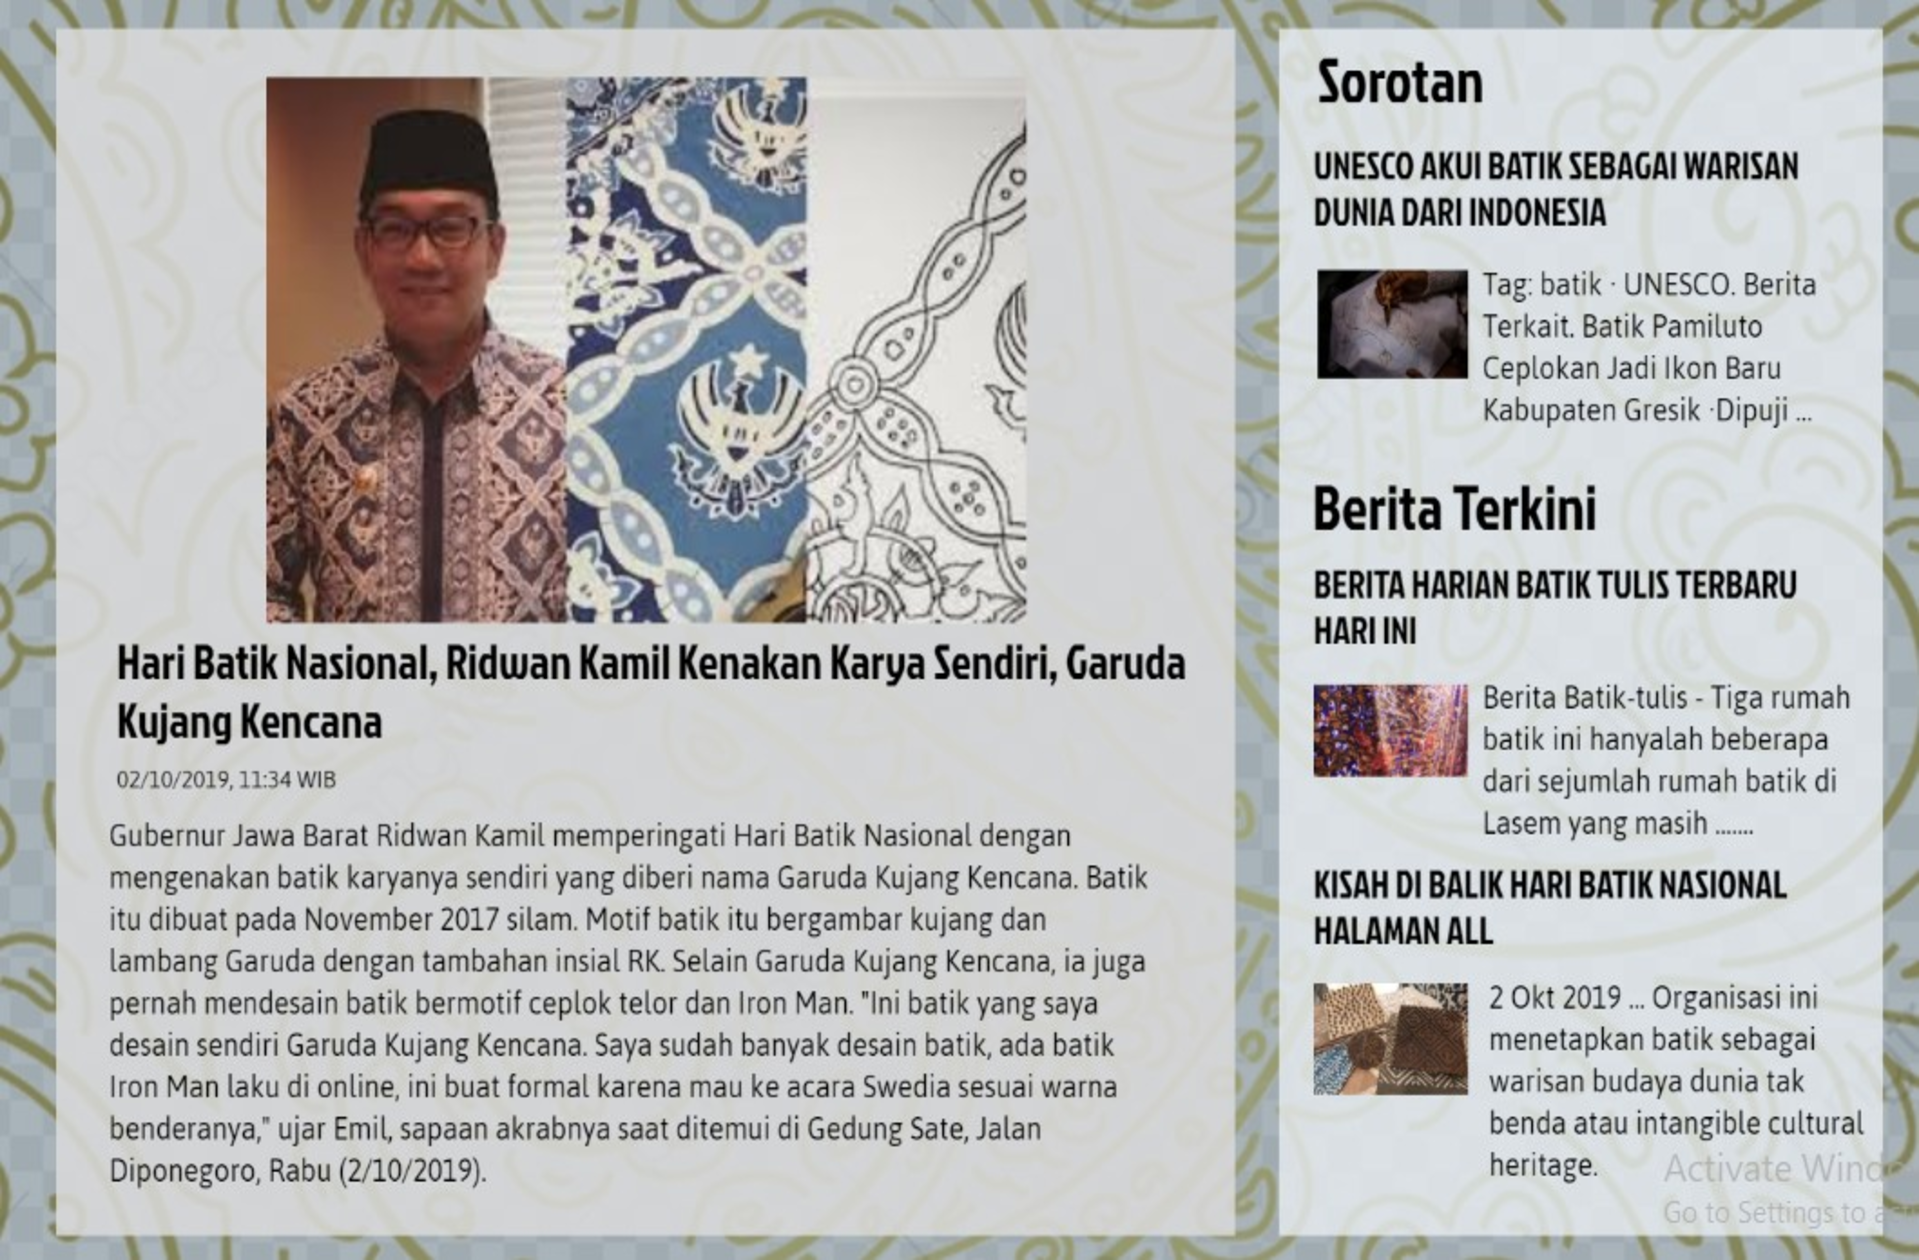 Hari Batik Nasional, Ridwan Kamil Kenakan Karya Sendiri, Garuda
Kujang Kencana
02/10/2019, 11:34 WIB
Gubernur Jawa Barat Ridwan Kamil memperingati Hari Batik Nasional dengan
mengenakan batik karyanya sendiri yang diberi nama Garuda Kujang Kencana. Batik
itu dibuat pada November 2017 silam. Motif batik itu bergambar kujang dan
lambang Garuda dengan tambahan insial RK. Selain Garuda Kujang Kencana, ia juga
pernah mendesain batik bermotif ceplok telor dan Iron Man. "Ini batik yang saya
desain sendiri Garuda Kujang Kencana. Saya sudah banyak desain batik, ada batik
Iron Man laku di online, ini buat formal karena mau ke acara Swedia sesuai warna
benderanya," ujar Emil, sapaan akrabnya saat ditemui di Gedung Sate, Jalan
Diponegoro, Rabu (2/10/2019).
Sorotan
UNESCO AKUI BATIK SEBAGAI WARISAN
DUNIA DARI INDONESIA
Tag: batik · UNESCO. Berita
Terkait. Batik Pamiluto
Ceplokan Jadi Ikon Baru
Kabupaten Gresik ·Dipuji ...
Berita Terkini
BERITA HARIAN BATIK TULIS TERBARU
HARI INI
Berita Batik-tulis - Tiga rumah
batik ini hanyalah beberapa
dari sejumlah rumah batik di
Lasem yang masih .......
KISAH DI BALIK HARI BATIK NASIONAL
HALAMAN ALL
2 Okt 2019 ... Organisasi ini
menetapkan batik sebagai
warisan budaya dunia tak
benda atau intangible cultural
heritage.
Activate Wind
Go to Settings to a